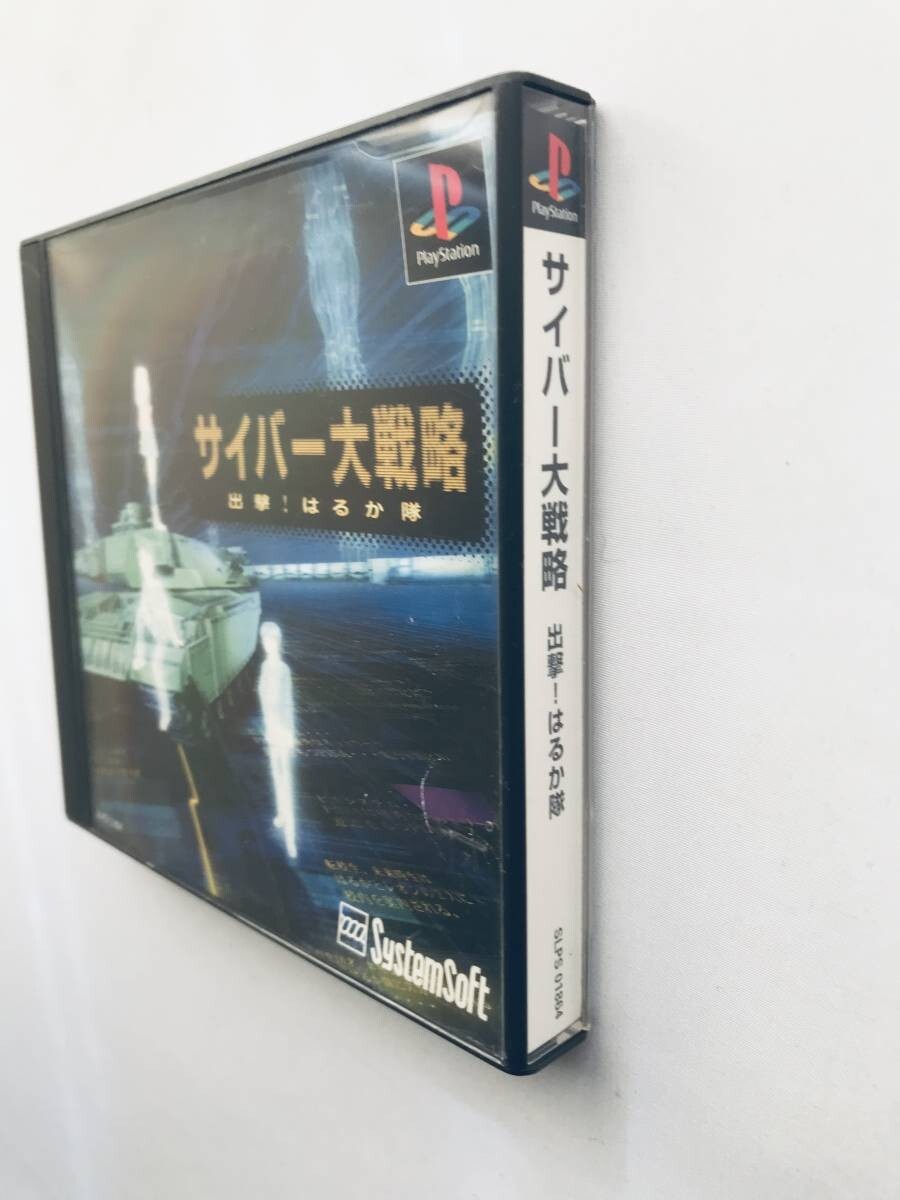 PlayStation
サイバー大戦略
出撃!はるか隊
SystemSoft
PlayStation
サイバー大戦略
出撃!はるか隊
SLPS 01864